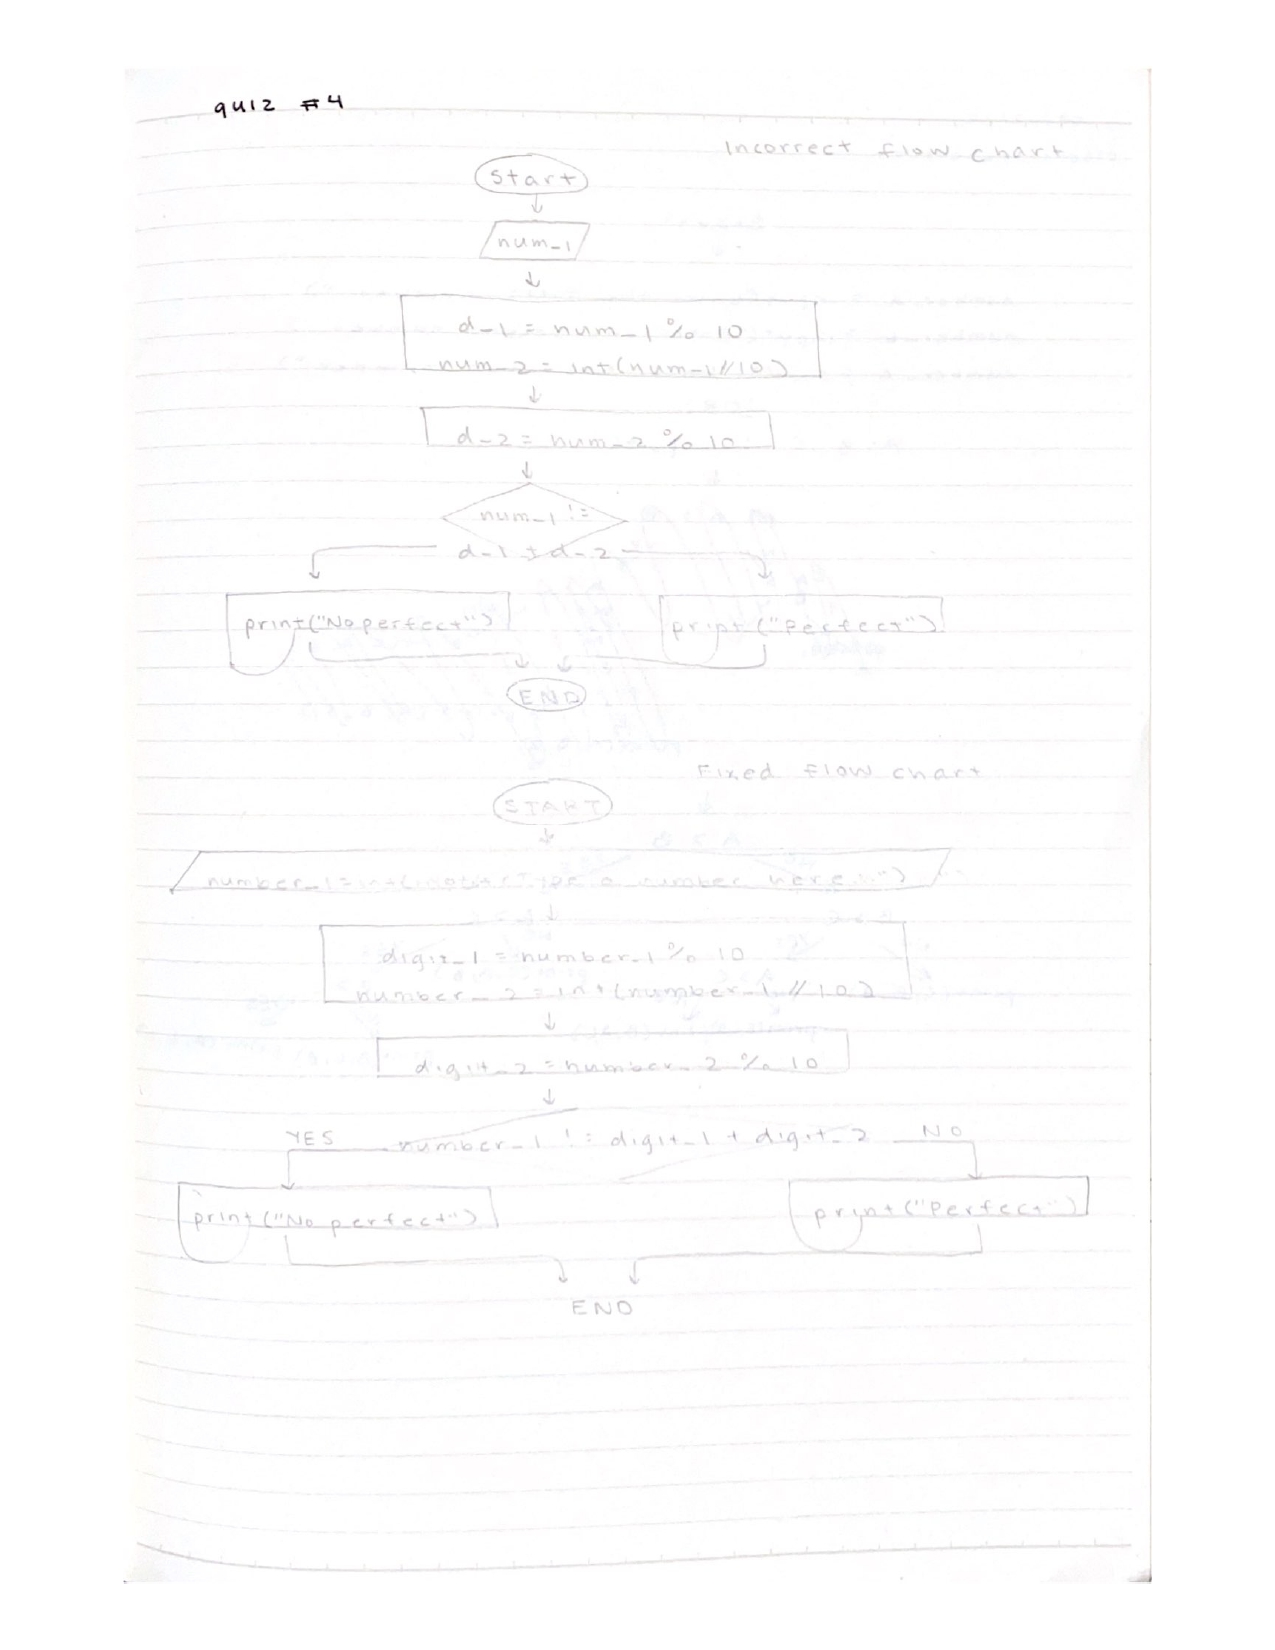 quiz #4
Incorrect flow chart
Start
num_1
d_1 = num_1 % 10
num_2 = int(num_1//10)
d_2 = num_2 % 10
num_1 !=
d_1 + d_2
print("No perfect")
print("Perfect")
END
Fixed Flow chart
START
number_1=int(input("Type a number here:")
digit_1 = number_1 % 10
number_2 = int(number_1 // 10)
digit_2 = number_2 % 10
YES number_1 != digit_1 + digit_2 NO
print("No perfect")
print("Perfect")
END